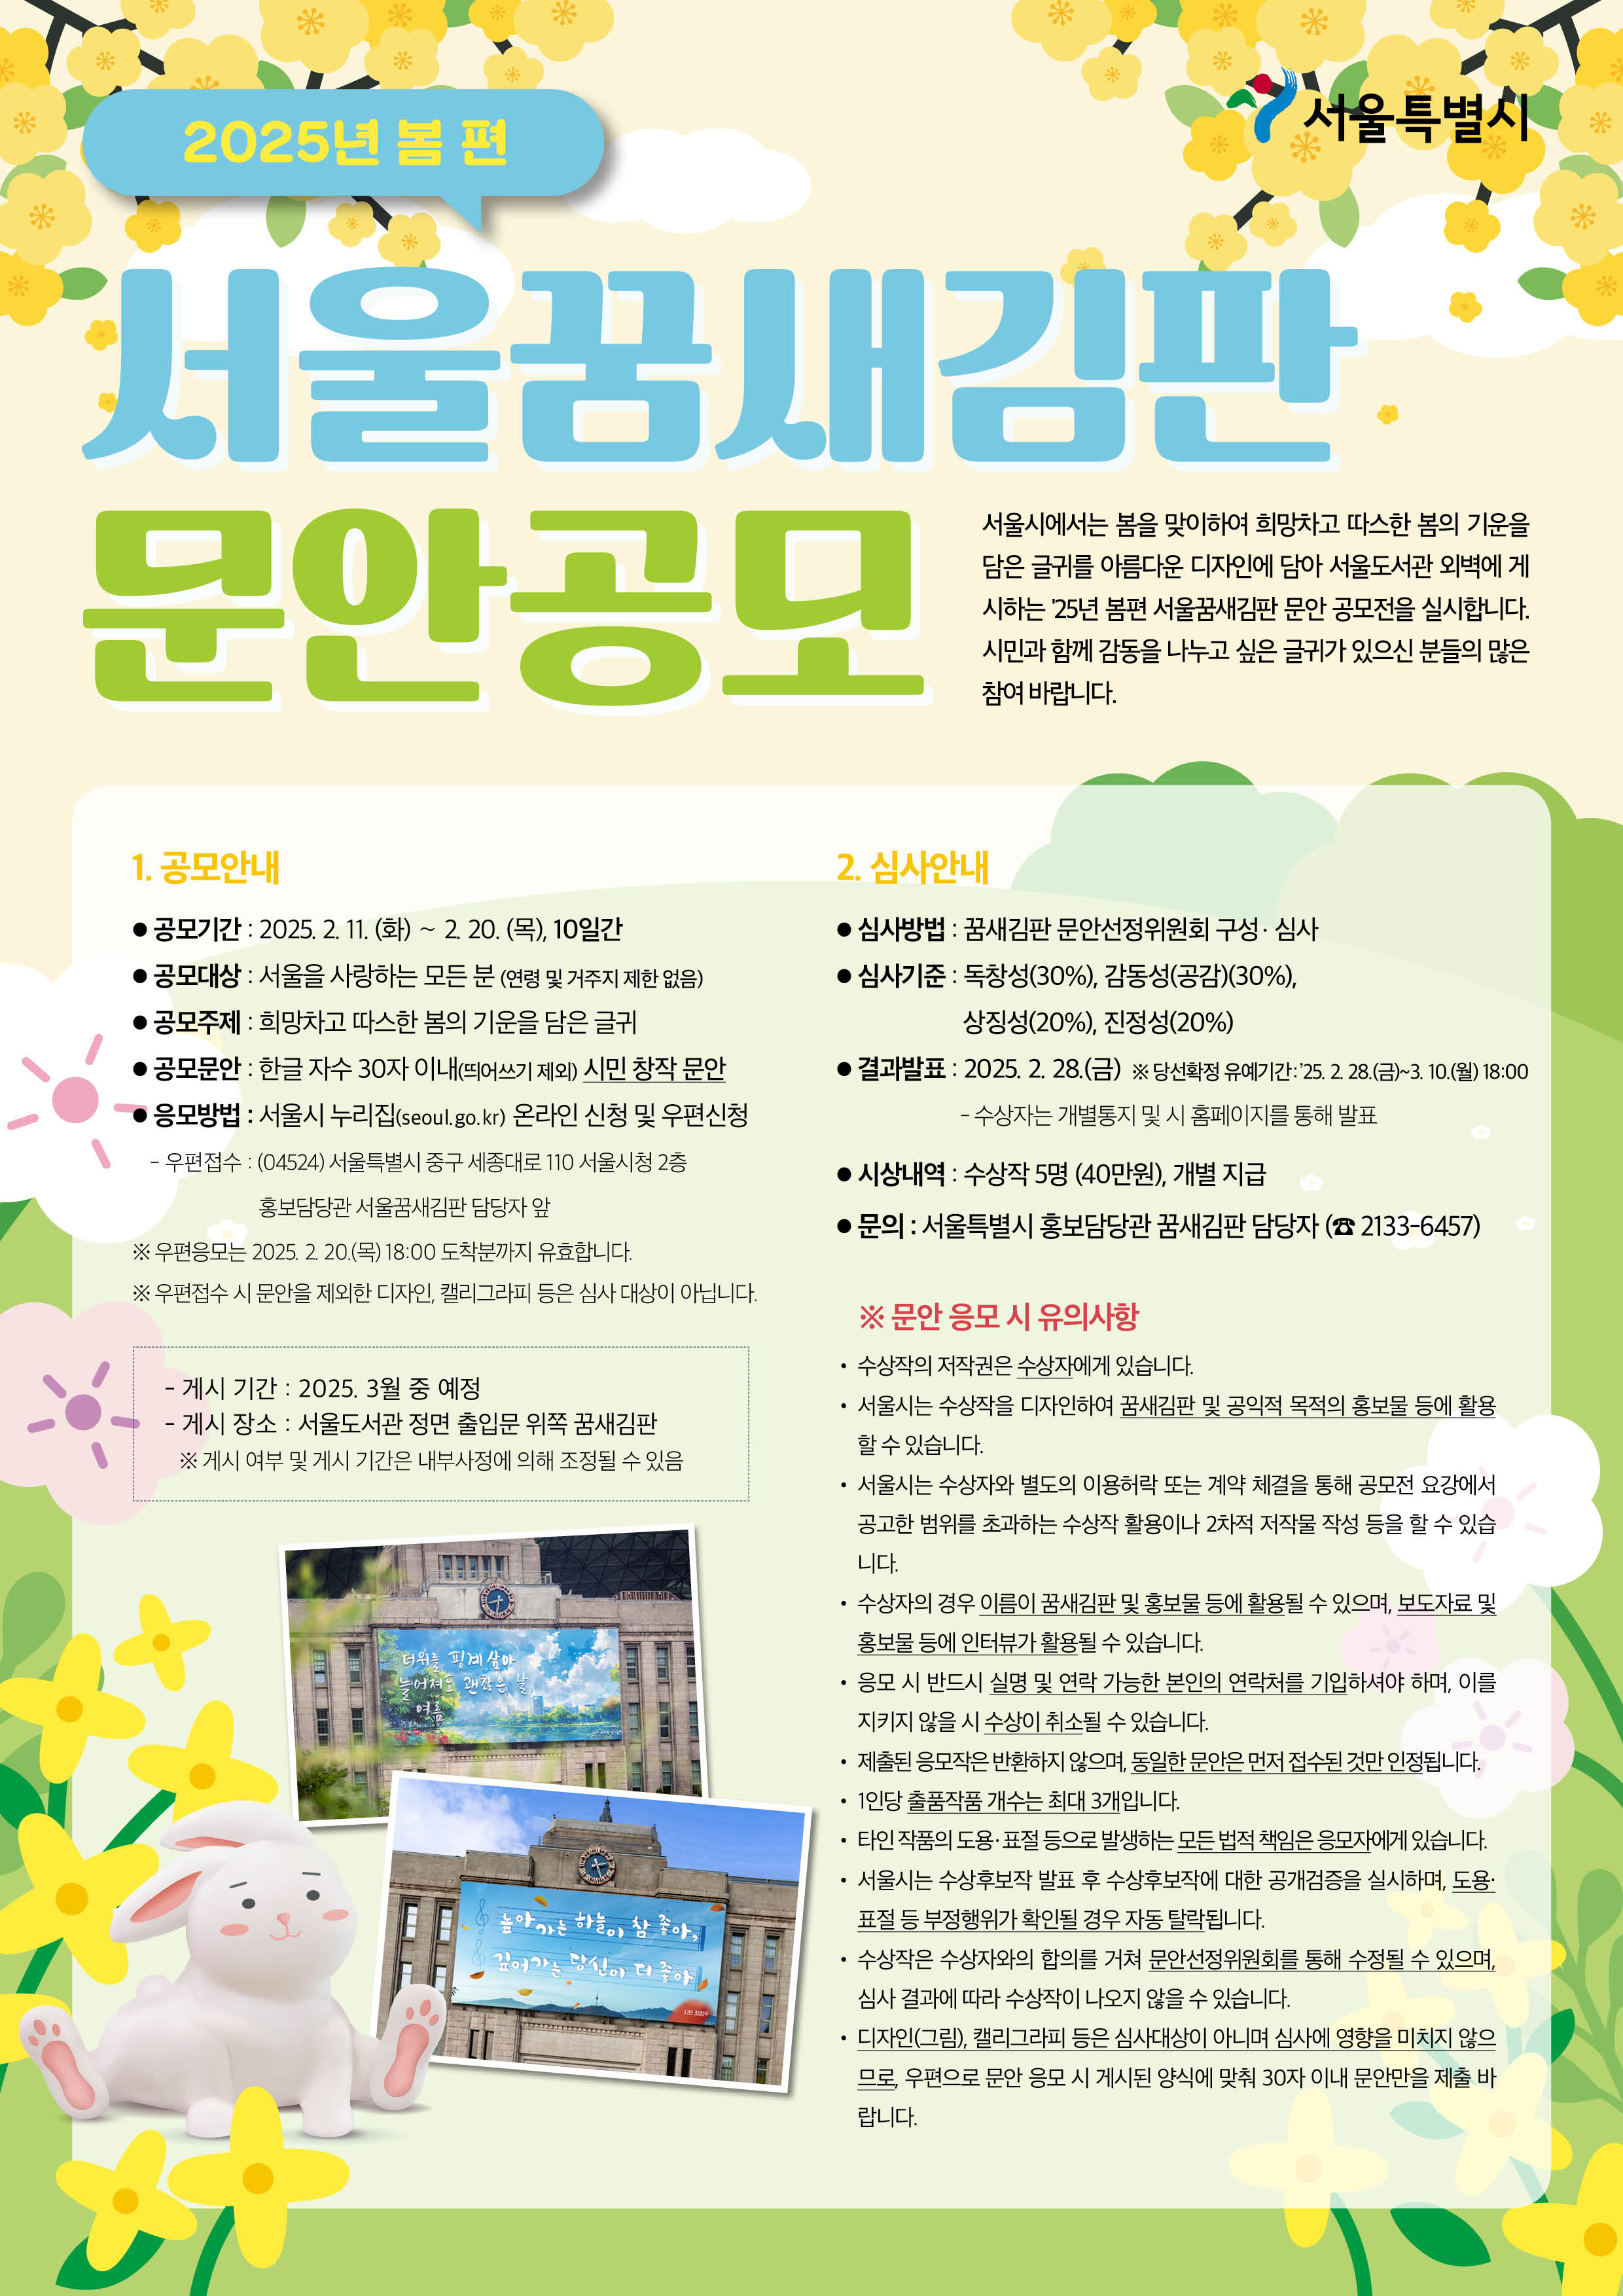 2025년 봄 편
서울특별시
서울꿈새김판
문안공모
서울시에서는 봄을 맞이하여 희망차고 따스한 봄의 기운을
담은 글귀를 아름다운 디자인에 담아 서울도서관 외벽에 게
시하는 '25년 봄편 서울꿈새김판 문안 공모전을 실시합니다.
시민과 함께 감동을 나누고 싶은 글귀가 있으신 분들의 많은
참여 바랍니다.
1. 공모안내
● 공모기간 : 2025. 2. 11. (화) ~ 2. 20. (목), 10일간
● 공모대상 : 서울을 사랑하는 모든 분 (연령 및 거주지 제한 없음)
● 공모주제 : 희망차고 따스한 봄의 기운을 담은 글귀
● 공모문안 : 한글 자수 30자 이내(띄어쓰기 제외) 시민 창작 문안
● 응모방법 : 서울시 누리집(seoul.go.kr) 온라인 신청 및 우편신청
- 우편접수 : (04524) 서울특별시 중구 세종대로 110 서울시청 2층
홍보담당관 서울꿈새김판 담당자 앞
※ 우편응모는 2025. 2. 20.(목) 18:00 도착분까지 유효합니다.
※ 우편접수 시 문안을 제외한 디자인, 캘리그라피 등은 심사 대상이 아닙니다.
- 게시 기간 : 2025. 3월 중 예정
- 게시 장소 : 서울도서관 정면 출입문 위쪽 꿈새김판
※ 게시 여부 및 게시 기간은 내부사정에 의해 조정될 수 있음
더위를 핑계 삼아
늘어져도 괜찮은 날,
여름
높아가는 하늘이 참 좋아,
깊어가는 당신이 더 좋아
2. 심사안내
● 심사방법 : 꿈새김판 문안선정위원회 구성· 심사
● 심사기준 : 독창성(30%), 감동성(공감)(30%),
상징성(20%), 진정성(20%)
● 결과발표 : 2025. 2. 28.(금) ※ 당선확정 유예기간 : ’25. 2. 28.(금)~3. 10.(월) 18:00
- 수상자는 개별통지 및 시 홈페이지를 통해 발표
● 시상내역 : 수상작 5명 (40만원), 개별 지급
● 문의 : 서울특별시 홍보담당관 꿈새김판 담당자 (☎ 2133-6457)
※ 문안 응모 시 유의사항
• 수상작의 저작권은 수상자에게 있습니다.
• 서울시는 수상작을 디자인하여 꿈새김판 및 공익적 목적의 홍보물 등에 활용
할 수 있습니다.
• 서울시는 수상자와 별도의 이용허락 또는 계약 체결을 통해 공모전 요강에서
공고한 범위를 초과하는 수상작 활용이나 2차적 저작물 작성 등을 할 수 있습
니다.
• 수상자의 경우 이름이 꿈새김판 및 홍보물 등에 활용될 수 있으며, 보도자료 및
홍보물 등에 인터뷰가 활용될 수 있습니다.
• 응모 시 반드시 실명 및 연락 가능한 본인의 연락처를 기입하셔야 하며, 이를
지키지 않을 시 수상이 취소될 수 있습니다.
• 제출된 응모작은 반환하지 않으며, 동일한 문안은 먼저 접수된 것만 인정됩니다.
• 1인당 출품작품 개수는 최대 3개입니다.
• 타인 작품의 도용· 표절 등으로 발생하는 모든 법적 책임은 응모자에게 있습니다.
• 서울시는 수상후보작 발표 후 수상후보작에 대한 공개검증을 실시하며, 도용·
표절 등 부정행위가 확인될 경우 자동 탈락됩니다.
• 수상작은 수상자와의 합의를 거쳐 문안선정위원회를 통해 수정될 수 있으며,
심사 결과에 따라 수상작이 나오지 않을 수 있습니다.
• 디자인(그림), 캘리그라피 등은 심사대상이 아니며 심사에 영향을 미치지 않으
므로, 우편으로 문안 응모 시 게시된 양식에 맞춰 30자 이내 문안만을 제출 바
랍니다.